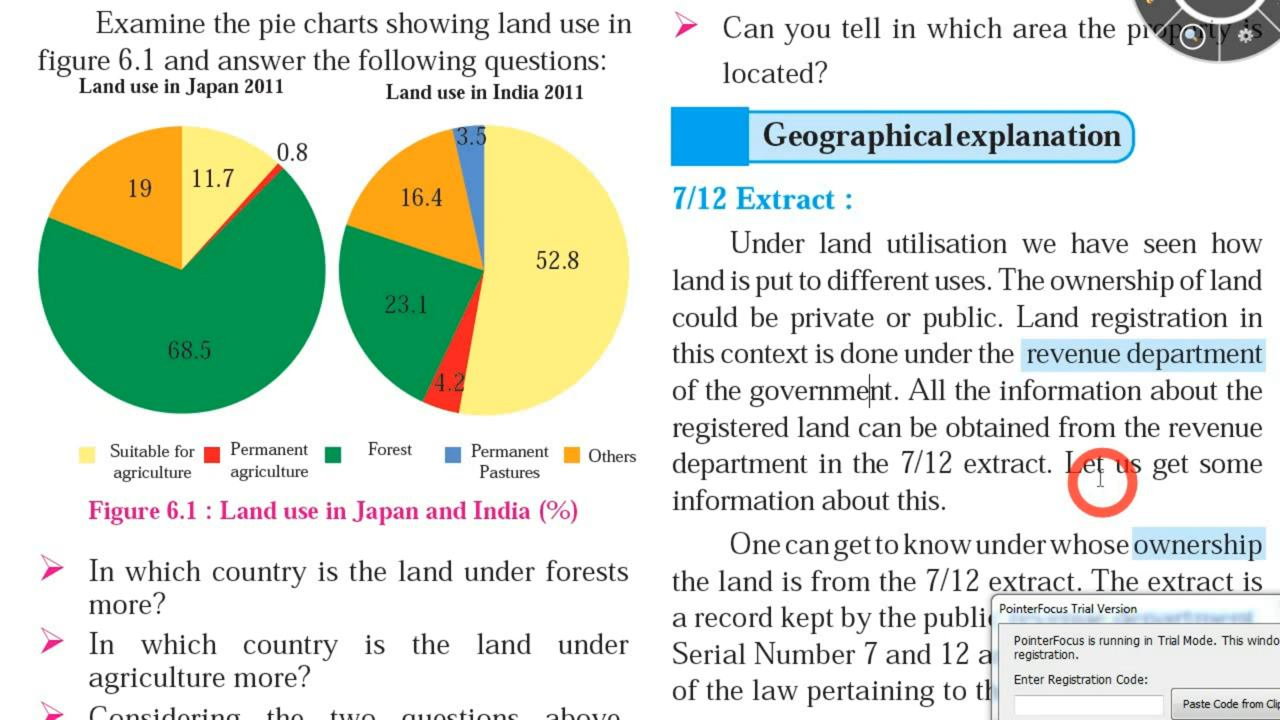 Examine the pie charts showing land use in
figure 6.1 and answer the following questions:
Land use in Japan 2011
11.7
0.8
19
68.5
Land use in India 2011
3.5
16.4
52.8
23.1
4.2
Suitable for
agriculture
Permanent
agriculture
Forest
Permanent
Pastures
Others
Figure 6.1 : Land use in Japan and India (%)
In which country is the land under forests
more?
In which country is the land under
agriculture more?
Considering the two questions above,
Can you tell in which area the property is
located?
Geographical explanation
7/12 Extract :
Under land utilisation we have seen how
land is put to different uses. The ownership of land
could be private or public. Land registration in
this context is done under the revenue department
of the government. All the information about the
registered land can be obtained from the revenue
department in the 7/12 extract. Let us get some
information about this.
One can get to know under whose ownership
the land is from the 7/12 extract. The extract is
a record kept by the public
Serial Number 7 and 12 a
of the law pertaining to th
PointerFocus Trial Version
PointerFocus is running in Trial Mode. This windo
registration.
Enter Registration Code:
Paste Code from Clip